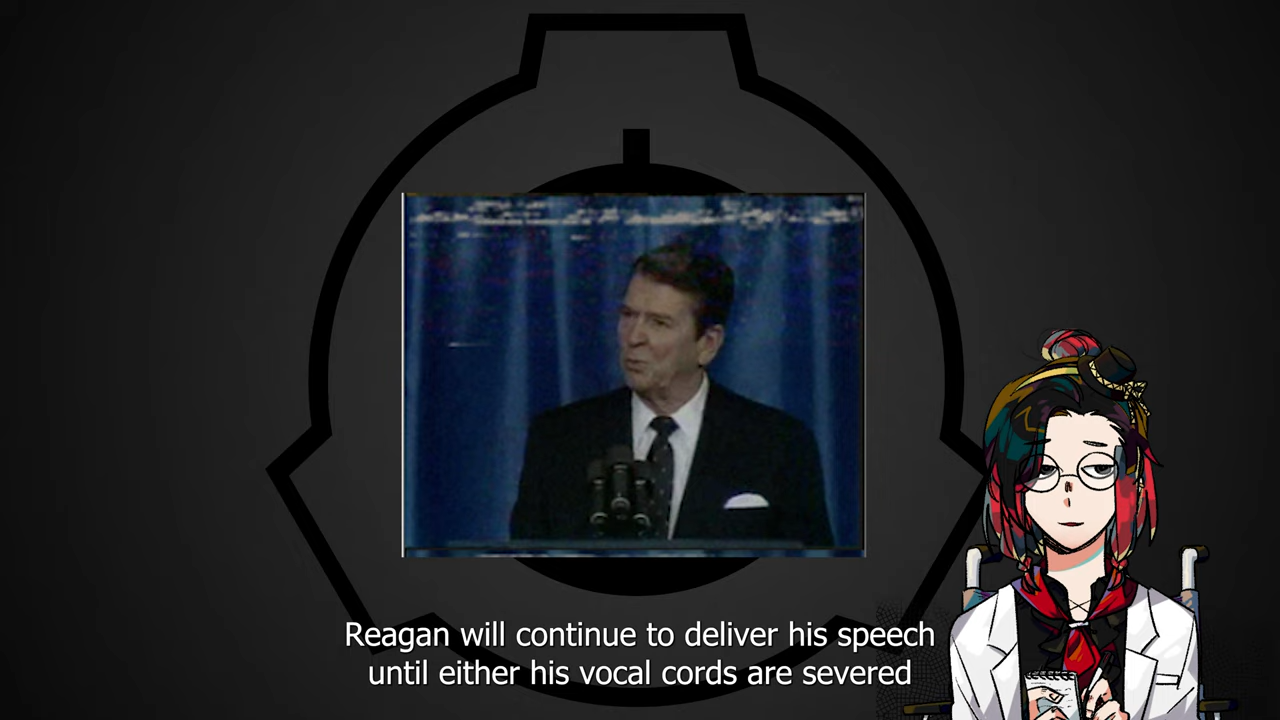 Reagan will continue to deliver his speech
until either his vocal cords are severed